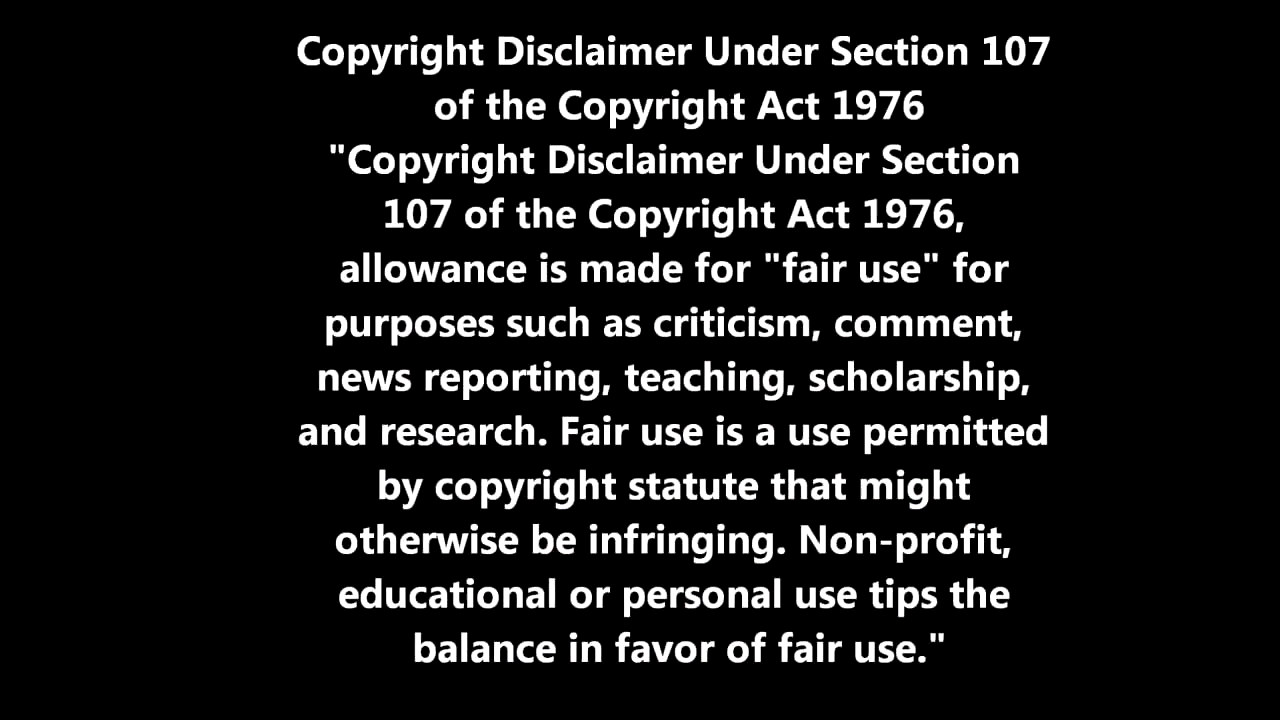 Copyright Disclaimer Under Section 107
of the Copyright Act 1976
"Copyright Disclaimer Under Section
107 of the Copyright Act 1976,
allowance is made for "fair use" for
purposes such as criticism, comment,
news reporting, teaching, scholarship,
and research. Fair use is a use permitted
by copyright statute that might
otherwise be infringing. Non-profit,
educational or personal use tips the
balance in favor of fair use."